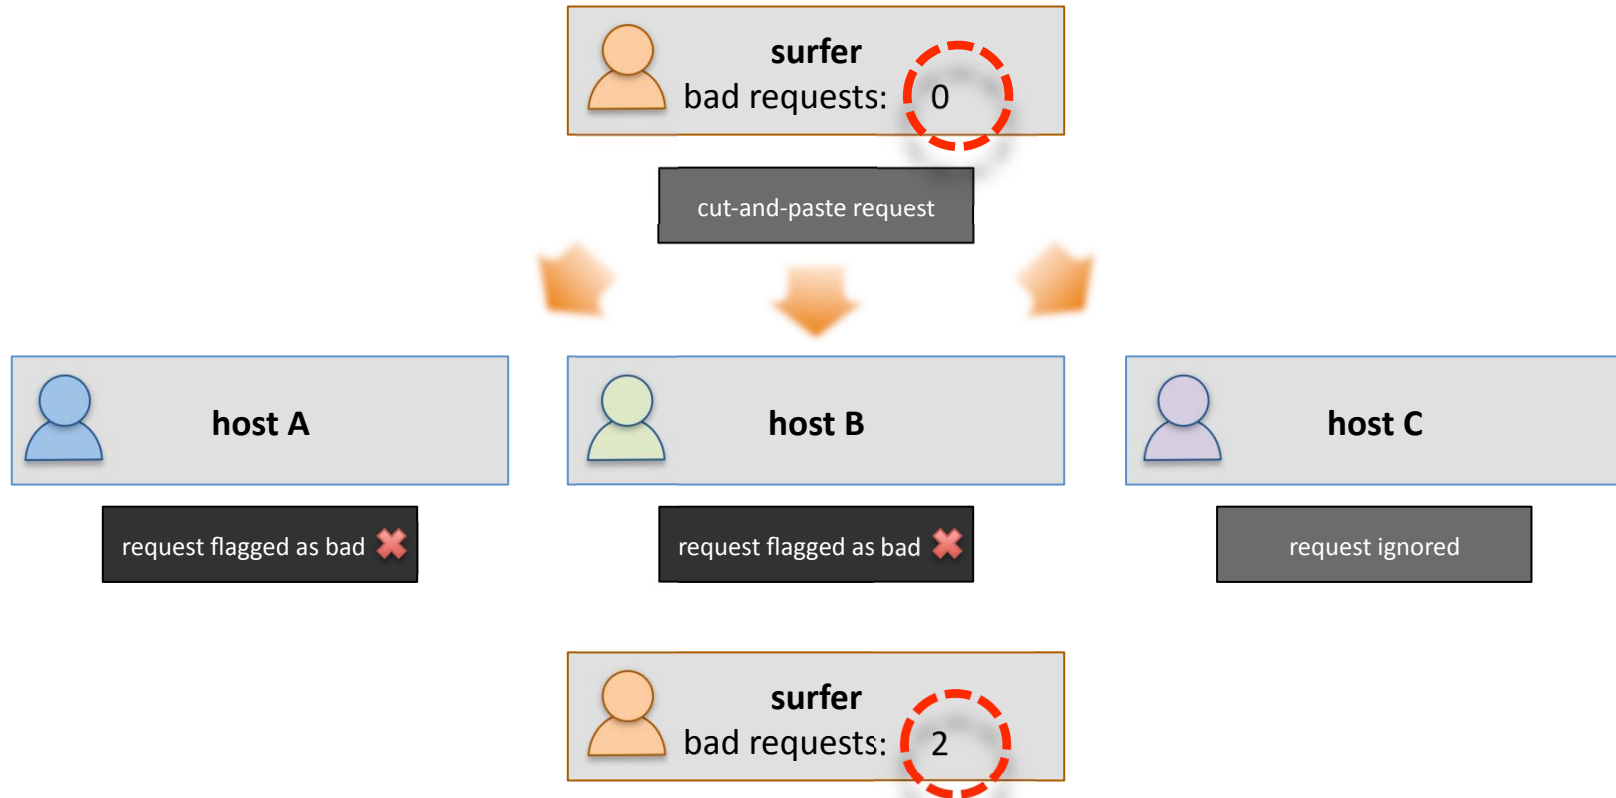 surfer
bad requests: 0
cut-and-paste request
host A
host B
host C
request flagged as bad
request flagged as bad
request ignored
surfer
bad requests: 2